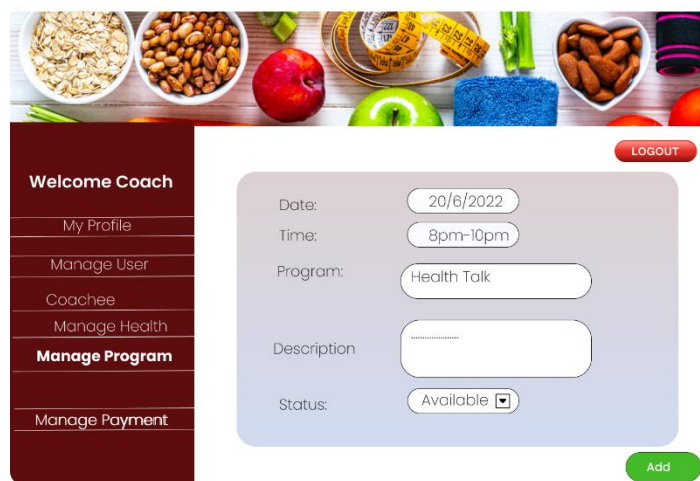 LOGOUT
Welcome Coach
My Profile
Manage User
Coachee
Manage Health
Manage Program
Manage Payment
Date: 20/6/2022
Time: 8pm-10pm
Program: Health Talk
Description ....................
Status: Available
Add